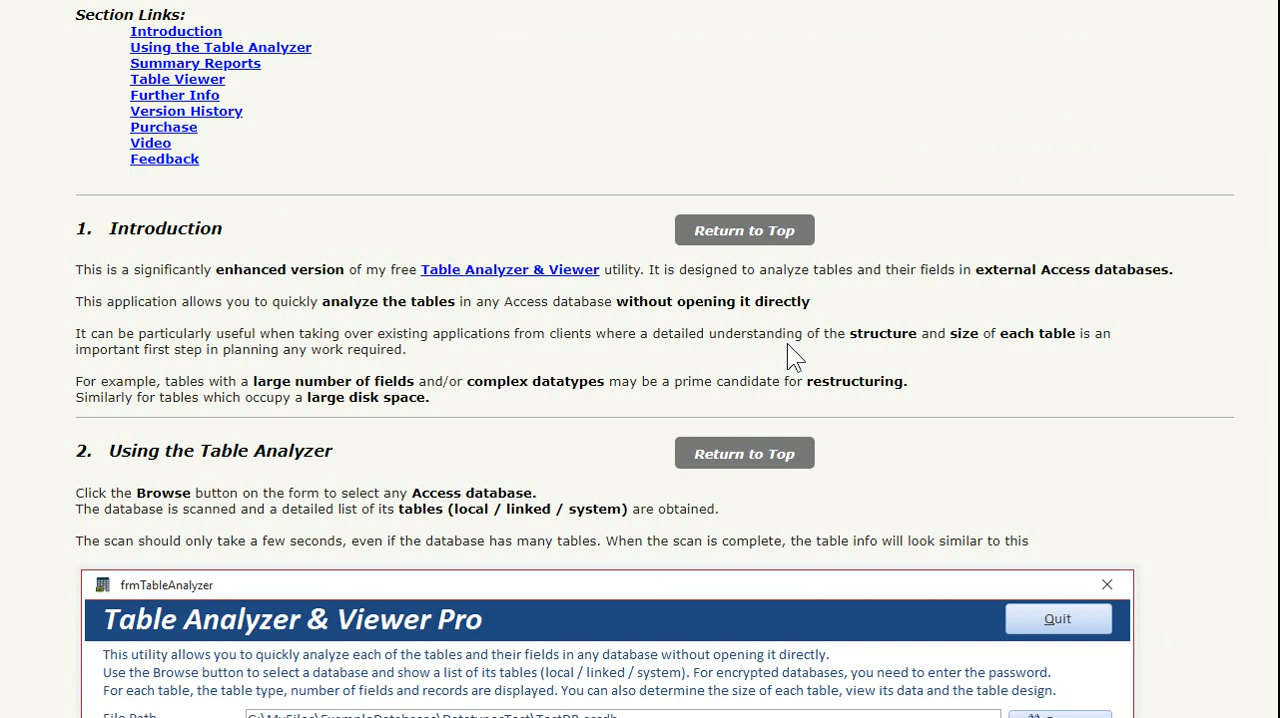 Section Links:
Introduction
Using the Table Analyzer
Summary Reports
Table Viewer
Further Info
Version History
Purchase
Video
Feedback
1. Introduction
Return to Top
This is a significantly enhanced version of my free Table Analyzer & Viewer utility. It is designed to analyze tables and their fields in external Access databases.
This application allows you to quickly analyze the tables in any Access database without opening it directly
It can be particularly useful when taking over existing applications from clients where a detailed understanding of the structure and size of each table is an
important first step in planning any work required.
For example, tables with a large number of fields and/or complex datatypes may be a prime candidate for restructuring.
Similarly for tables which occupy a large disk space.
2. Using the Table Analyzer
Return to Top
Click the Browse button on the form to select any Access database.
The database is scanned and a detailed list of its tables (local / linked / system) are obtained.
The scan should only take a few seconds, even if the database has many tables. When the scan is complete, the table info will look similar to this
frmTableAnalyzer
Table Analyzer & Viewer Pro
Quit
This utility allows you to quickly analyze each of the tables and their fields in any database without opening it directly.
Use the Browse button to select a database and show a list of its tables (local / linked / system). For encrypted databases, you need to enter the password.
For each table, the table type, number of fields and records are displayed. You can also determine the size of each table, view its data and the table design.
File Path